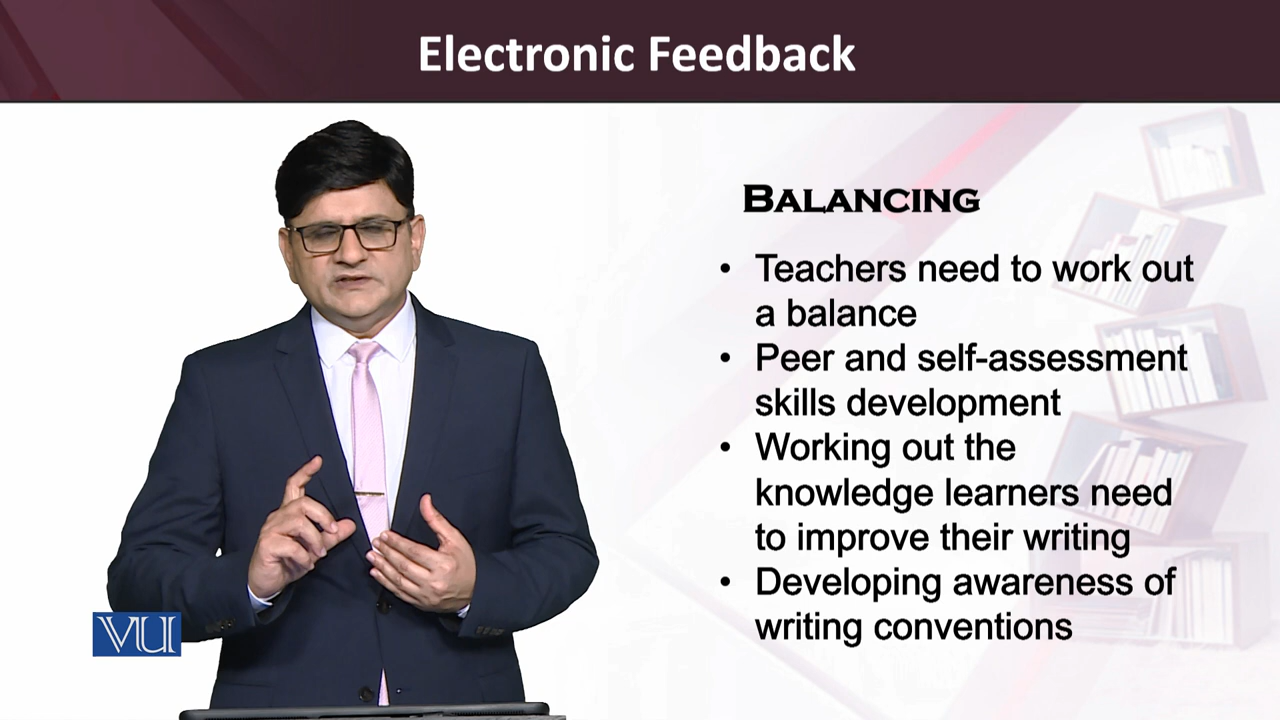 Electronic Feedback
BALANCING
• Teachers need to work out
a balance
• Peer and self-assessment
skills development
• Working out the
knowledge learners need
to improve their writing
• Developing awareness of
writing conventions
VU